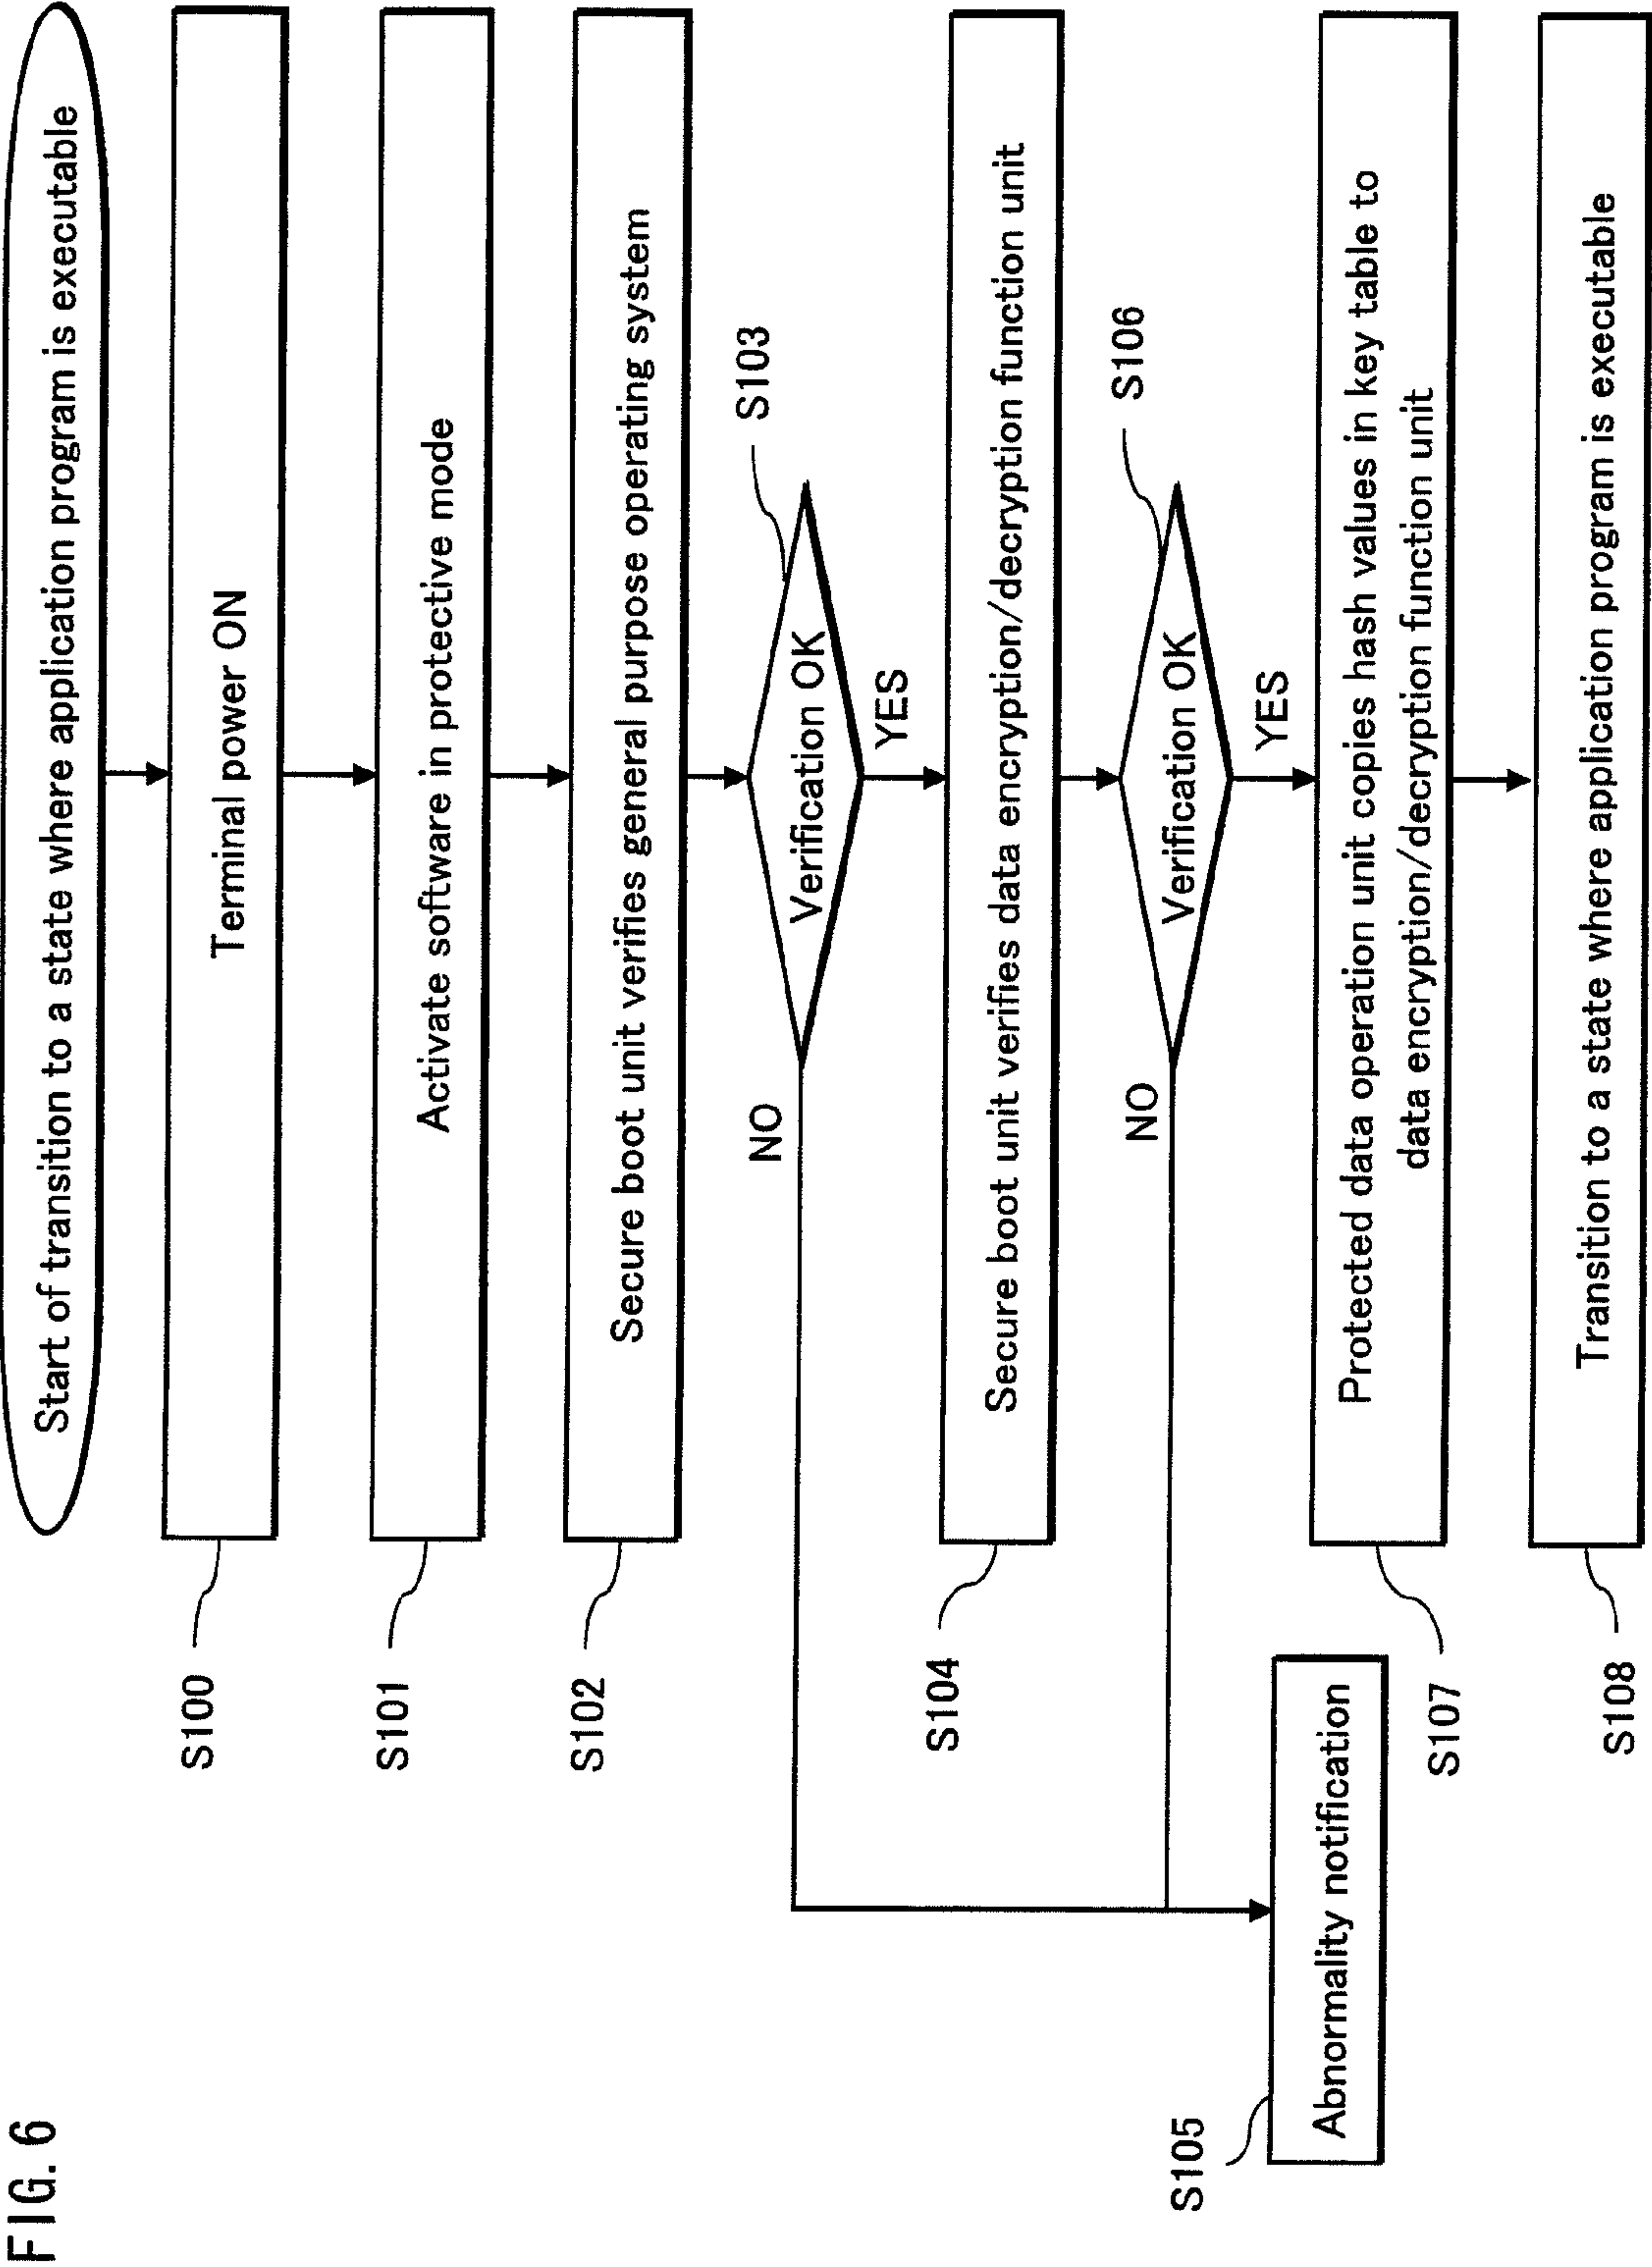 FIG. 6
Start of transition to a state where application program is executable
S100
Terminal power ON
S101
Activate software in protective mode
S102
Secure boot unit verifies general purpose operating system
S103
Verification OK
NO
YES
S104
Secure boot unit verifies data encryption/decryption function unit
S106
Verification OK
NO
YES
S105
Abnormality notification
S107
Protected data operation unit copies hash values in key table to
data encryption/decryption function unit
S108
Transition to a state where application program is executable